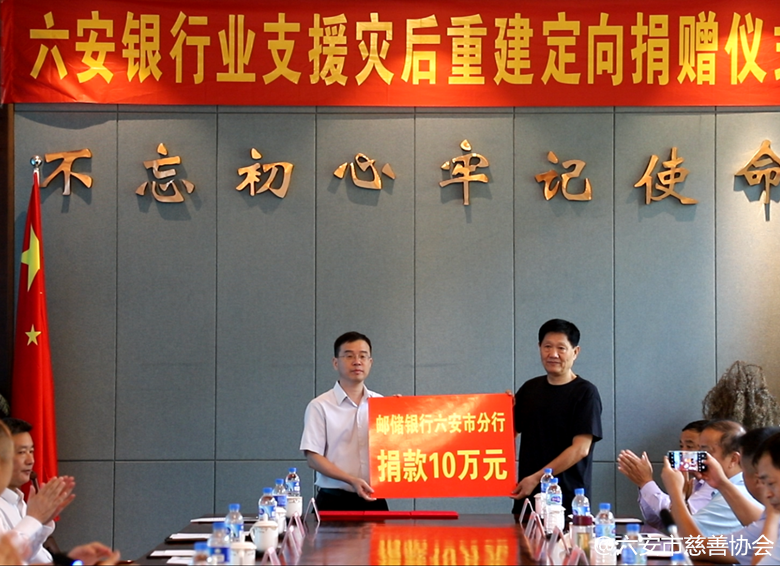 六安银行业支援灾后重建定向捐赠仪式
不忘初心牢记使命
邮储银行六安市分行
捐款10万元
@六安市慈善协会